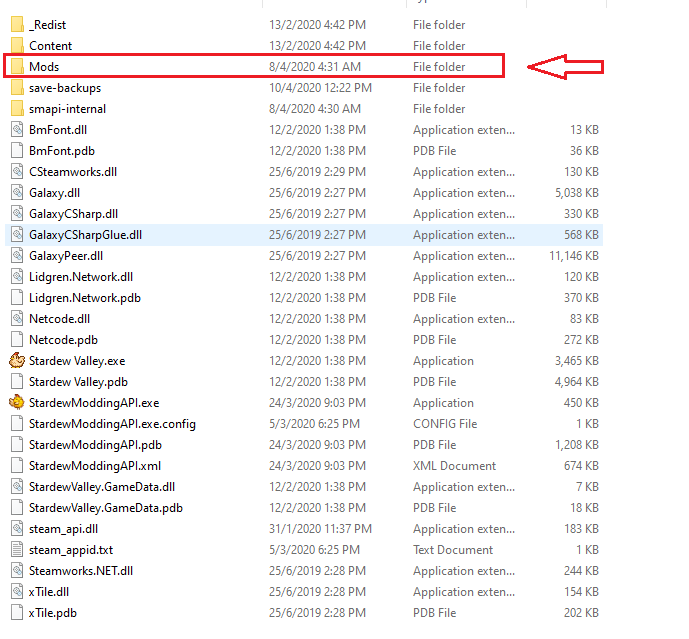 _Redist 13/2/2020 4:42 PM File folder
Content 13/2/2020 4:42 PM File folder
Mods 8/4/2020 4:31 AM File folder
save-backups 10/4/2020 12:22 PM File folder
smapi-internal 8/4/2020 4:30 AM File folder
BmFont.dll 12/2/2020 1:38 PM Application exten... 13 KB
BmFont.pdb 12/2/2020 1:38 PM PDB File 36 KB
CSteamworks.dll 25/6/2019 2:29 PM Application exten... 130 KB
Galaxy.dll 25/6/2019 2:27 PM Application exten... 5,038 KB
GalaxyCSharp.dll 25/6/2019 2:27 PM Application exten... 330 KB
GalaxyCSharpGlue.dll 25/6/2019 2:27 PM Application exten... 568 KB
GalaxyPeer.dll 25/6/2019 2:27 PM Application exten... 11,146 KB
Lidgren.Network.dll 12/2/2020 1:38 PM Application exten... 120 KB
Lidgren.Network.pdb 12/2/2020 1:38 PM PDB File 370 KB
Netcode.dll 12/2/2020 1:38 PM Application exten... 83 KB
Netcode.pdb 12/2/2020 1:38 PM PDB File 272 KB
Stardew Valley.exe 12/2/2020 1:38 PM Application 3,465 KB
Stardew Valley.pdb 12/2/2020 1:38 PM PDB File 4,964 KB
StardewModdingAPI.exe 24/3/2020 9:03 PM Application 450 KB
StardewModdingAPI.exe.config 5/3/2020 6:25 PM CONFIG File 1 KB
StardewModdingAPI.pdb 24/3/2020 9:03 PM PDB File 1,208 KB
StardewModdingAPI.xml 24/3/2020 9:03 PM XML Document 674 KB
StardewValley.GameData.dll 12/2/2020 1:38 PM Application exten... 7 KB
StardewValley.GameData.pdb 12/2/2020 1:38 PM PDB File 18 KB
steam_api.dll 31/1/2020 11:37 PM Application exten... 183 KB
steam_appid.txt 5/3/2020 6:25 PM Text Document 1 KB
Steamworks.NET.dll 25/6/2019 2:28 PM Application exten... 244 KB
xTile.dll 25/6/2019 2:28 PM Application exten... 154 KB
xTile.pdb 25/6/2019 2:28 PM PDB File 202 KB